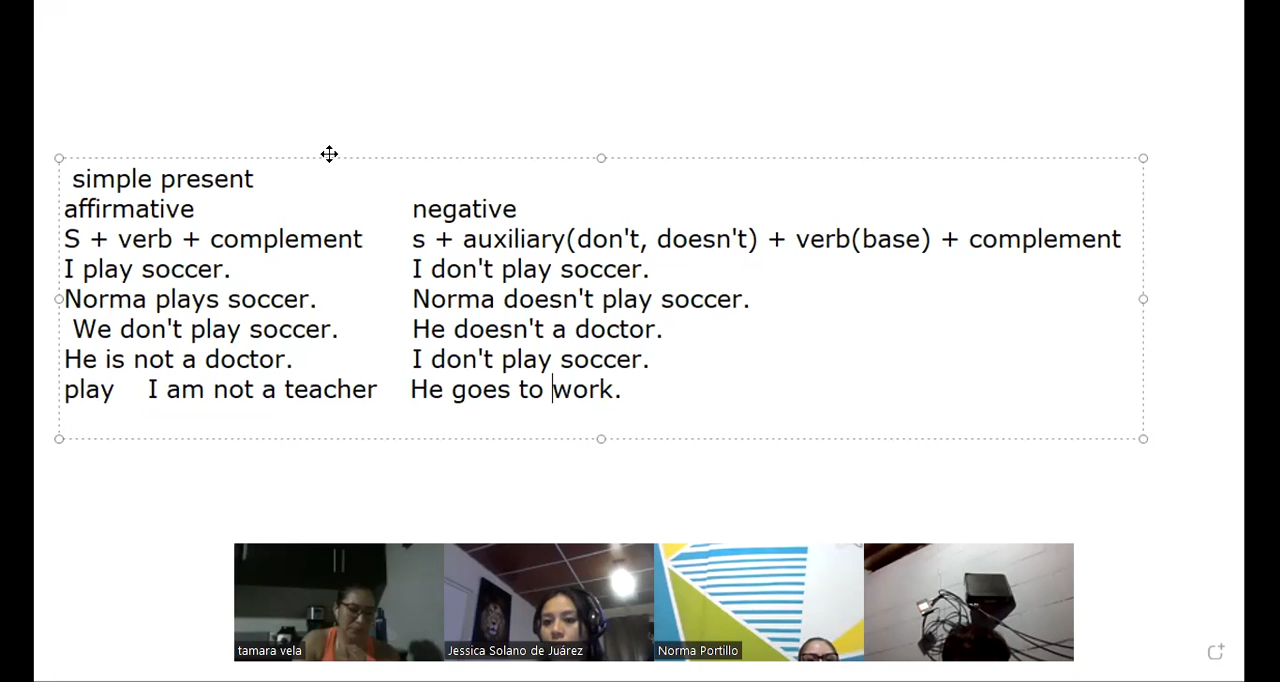 simple present
affirmative negative
S + verb + complement s + auxiliary(don't, doesn't) + verb(base) + complement
I play soccer. I don't play soccer.
Norma plays soccer. Norma doesn't play soccer.
We don't play soccer. He doesn't a doctor.
He is not a doctor. I don't play soccer.
play I am not a teacher He goes to work.
tamara vela
Jessica Solano de Juárez
Norma Portillo